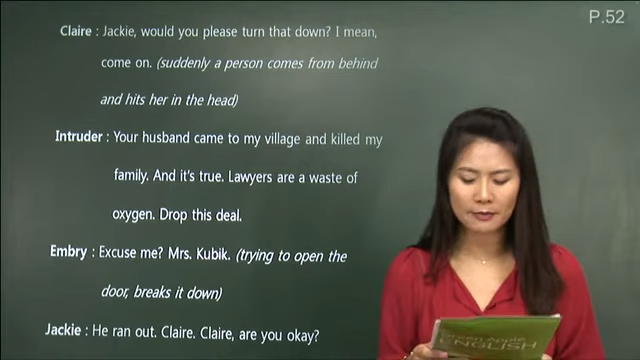 P.52
Claire : Jackie, would you please turn that down? I mean,
come on. (suddenly a person comes from behind
and hits her in the head)
Intruder : Your husband came to my village and killed my
family. And it's true. Lawyers are a waste of
oxygen. Drop this deal.
Embry : Excuse me? Mrs. Kubik. (trying to open the
door, breaks it down)
Jackie : He ran out. Claire. Claire, are you okay?
Green Apple
ENGLISH